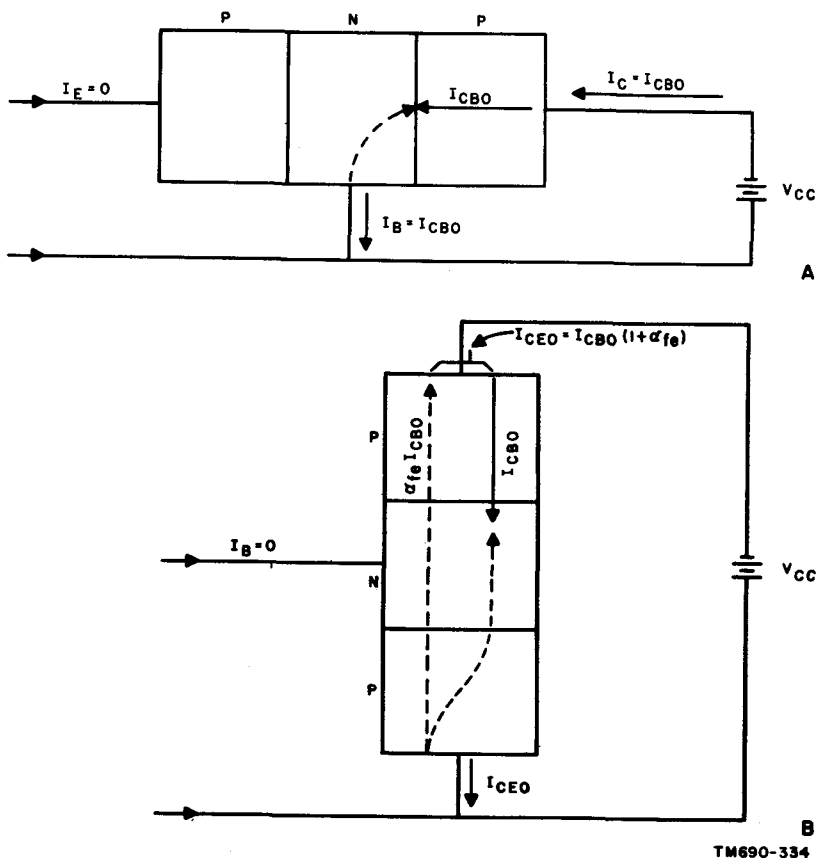 P N P
I_E = 0
I_CBO
I_C = I_CBO
I_B = I_CBO
V_CC
A
I_CEO = I_CBO (1+α_fe)
P
α_fe I_CBO
I_CBO
I_B = 0
N
V_CC
P
I_CEO
B
TM690-334